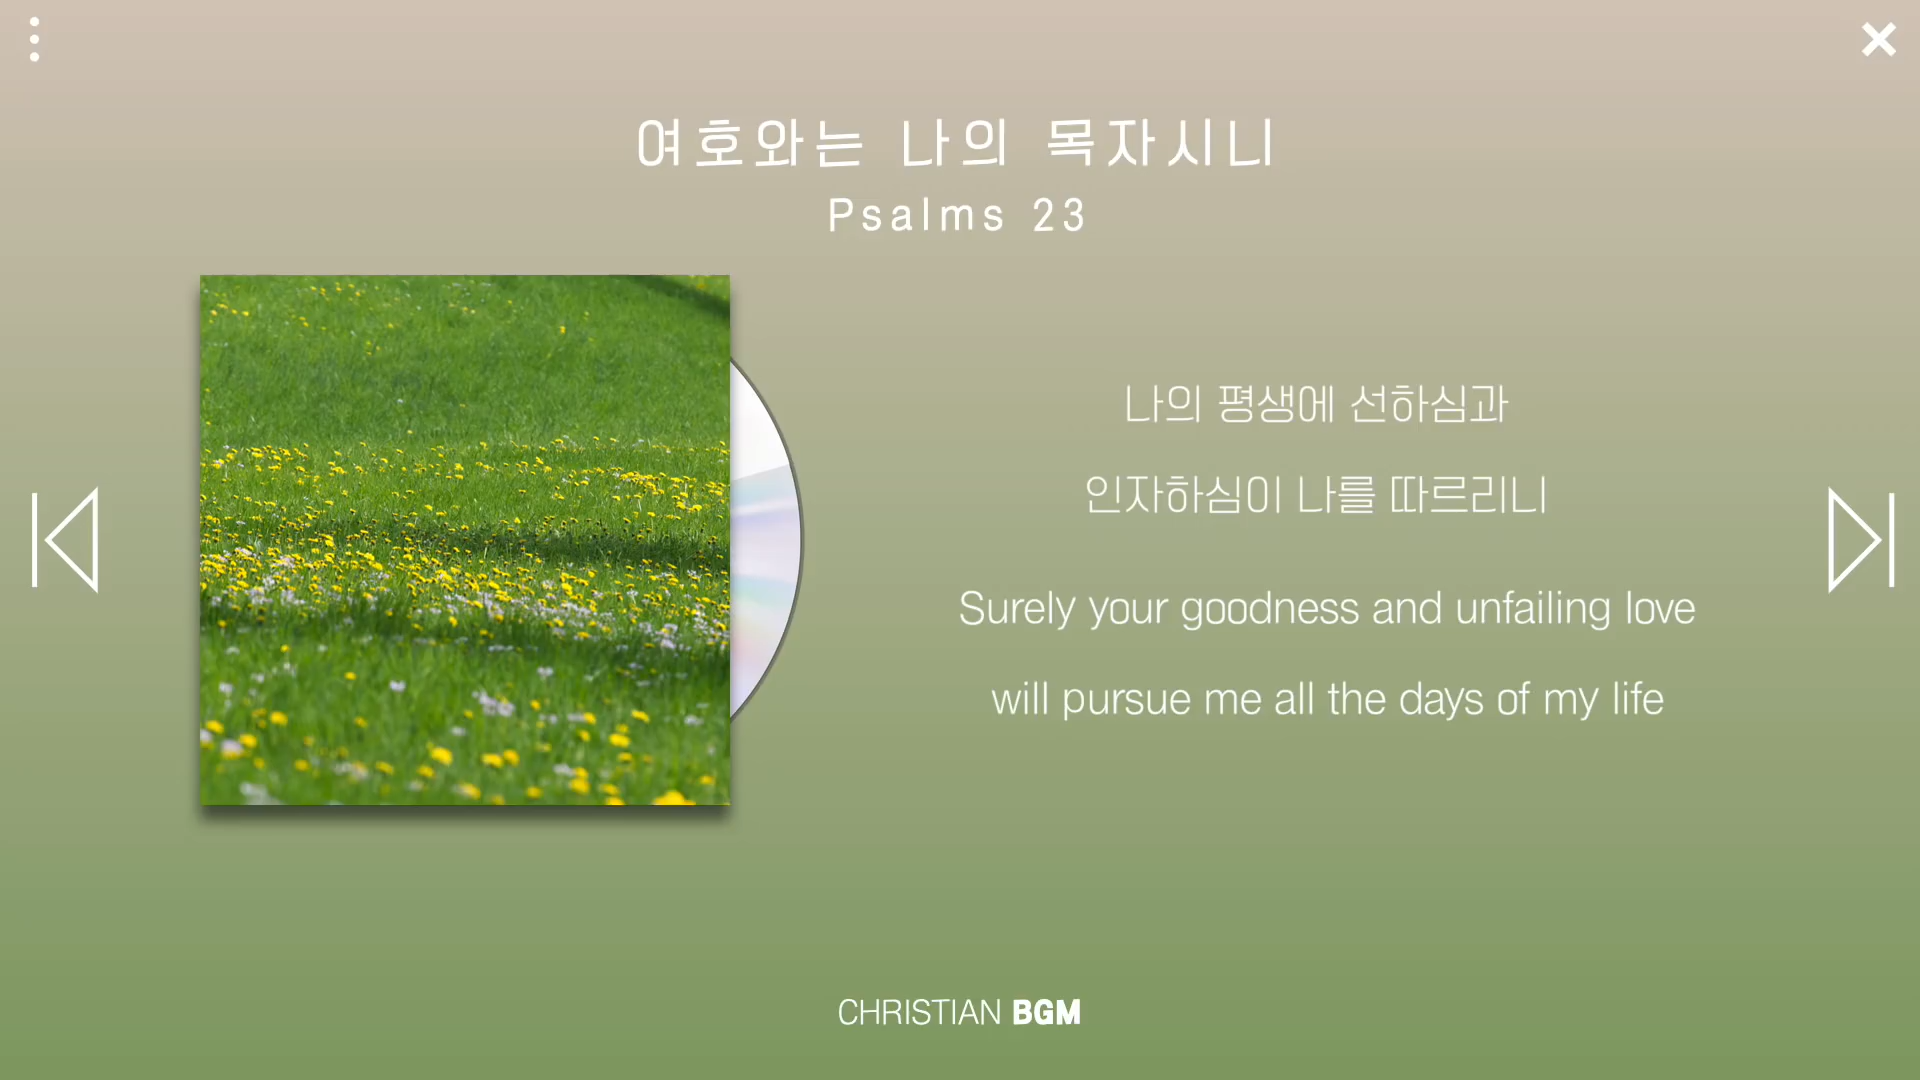 여호와는 나의 목자시니
Psalms 23
나의 평생에 선하심과
인자하심이 나를 따르리니
Surely your goodness and unfailing love
will pursue me all the days of my life
CHRISTIAN BGM